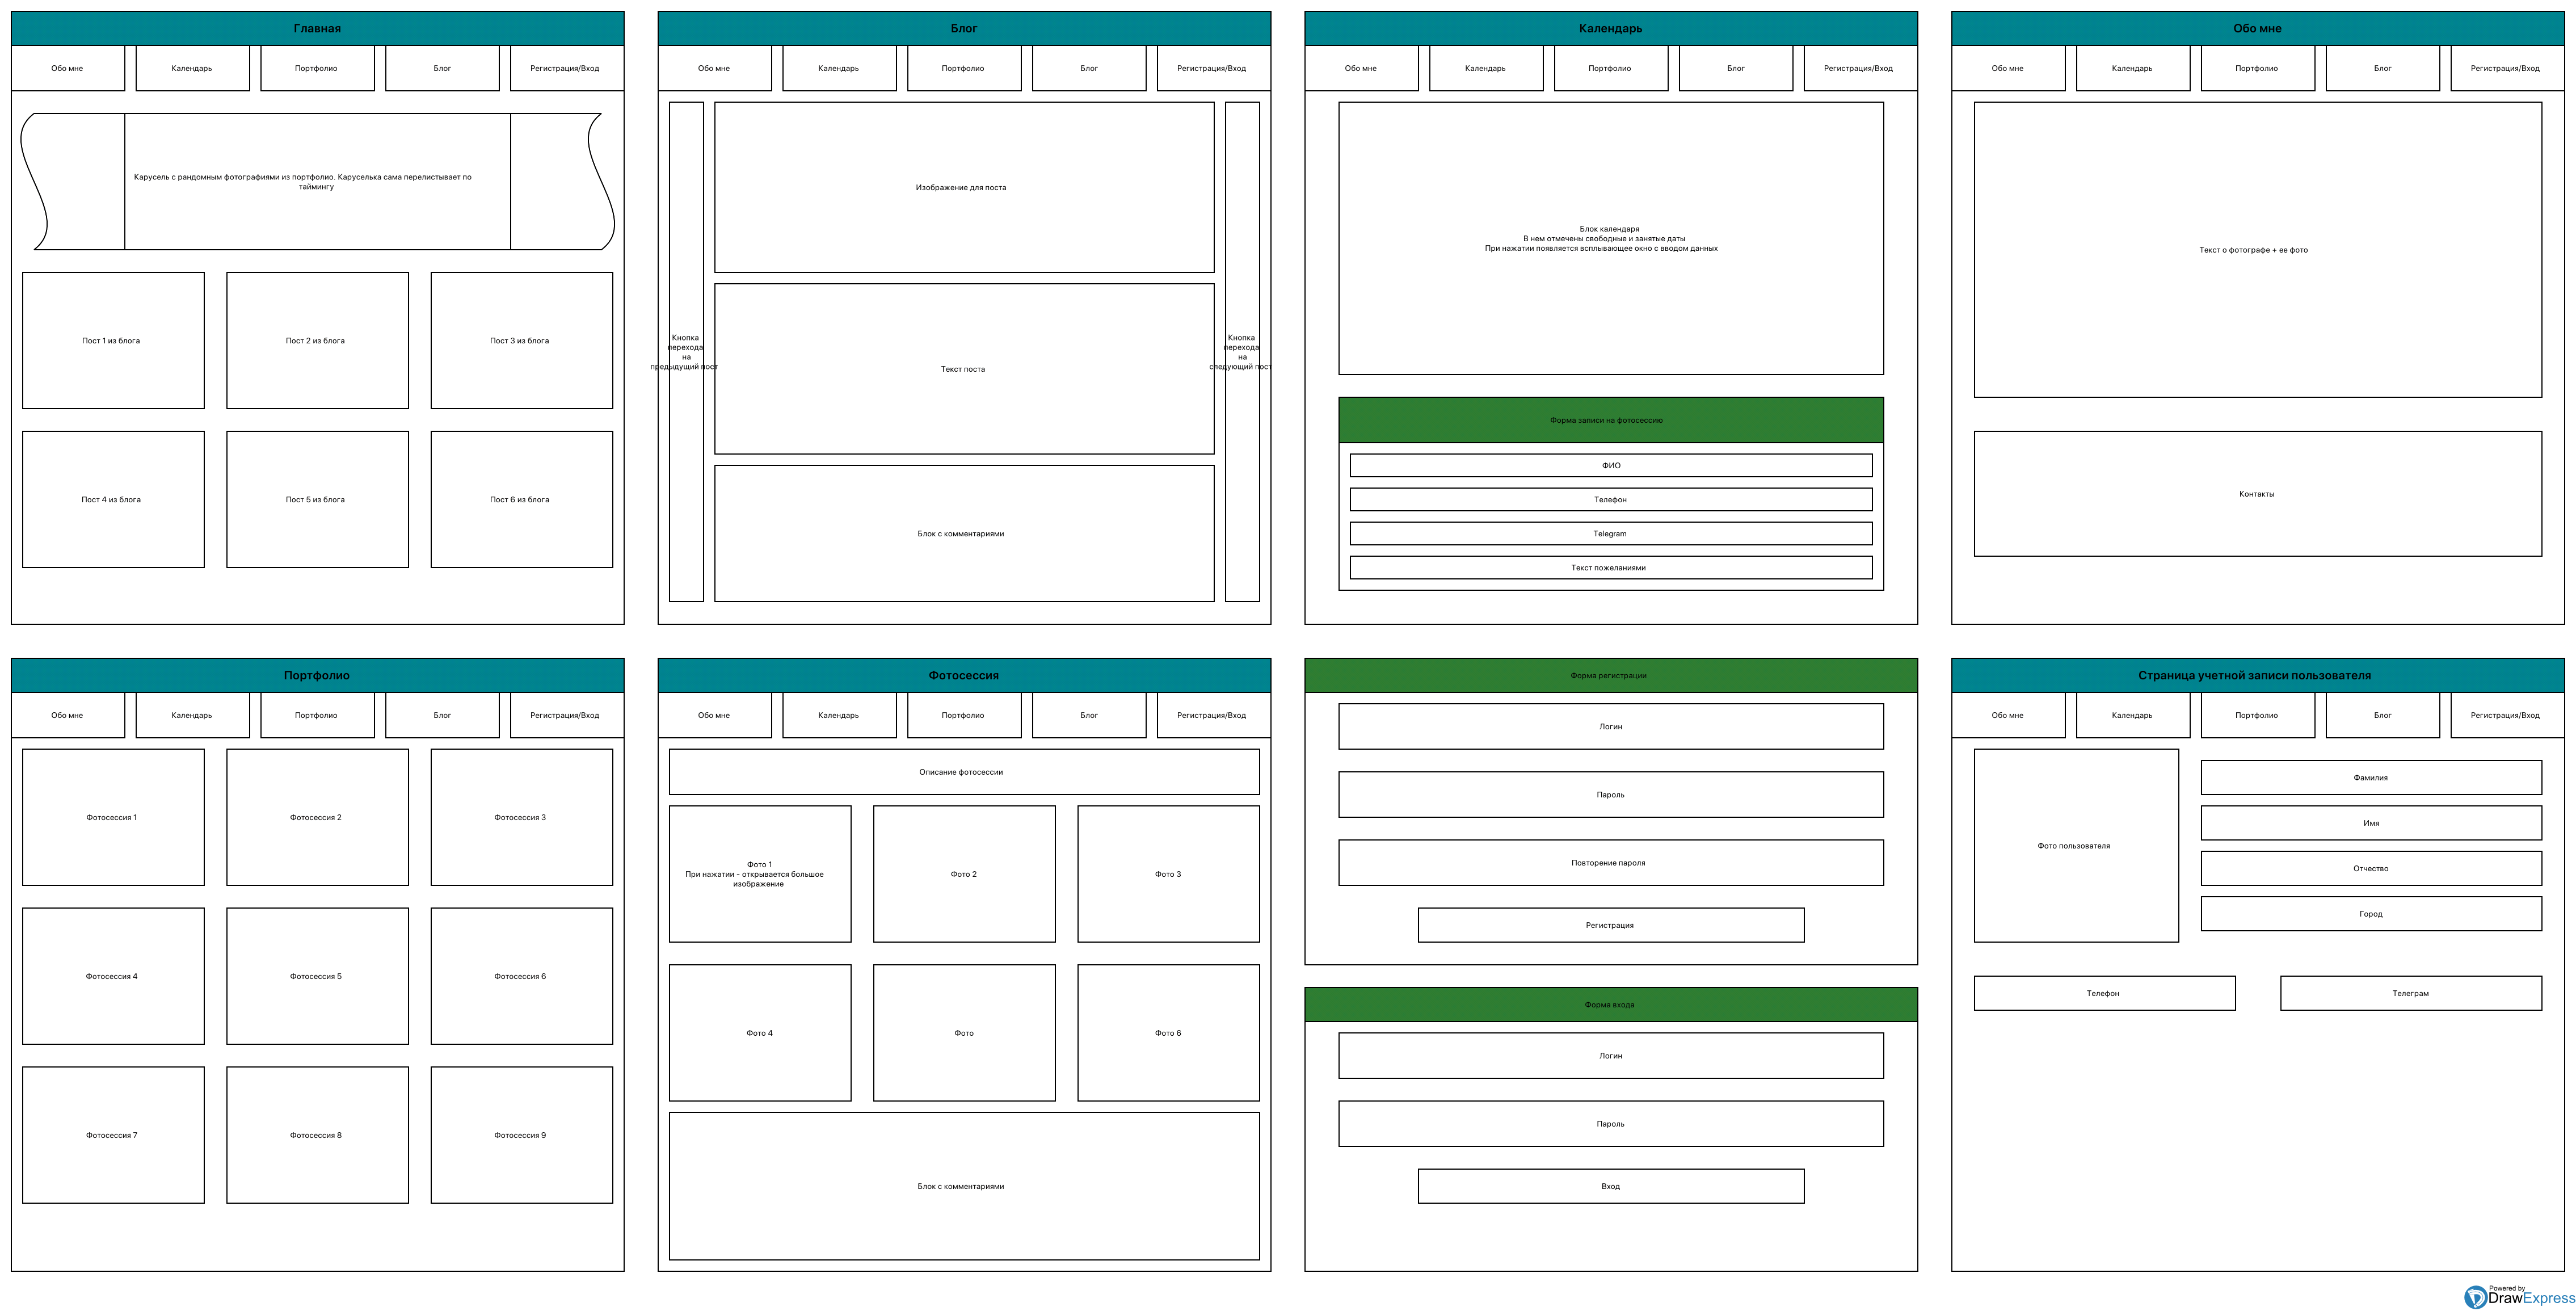 Главная
Обо мне
Календарь
Портфолио
Блог
Регистрация/Вход
Карусель с рандомным фотографиями из портфолио. Каруселька сама перелистывает по
таймингу
Пост 1 из блога
Пост 2 из блога
Пост 3 из блога
Пост 4 из блога
Пост 5 из блога
Пост 6 из блога
Блог
Обо мне
Календарь
Портфолио
Блог
Регистрация/Вход
Изображение для поста
Кнопка
перехода
на
предыдущий пост
Текст поста
Кнопка
перехода
на
следующий пост
Блок с комментариями
Календарь
Обо мне
Календарь
Портфолио
Блог
Регистрация/Вход
Блок календаря
В нем отмечены свободные и занятые даты
При нажатии появляется всплывающее окно с вводом данных
Форма записи на фотосессию
ФИО
Телефон
Telegram
Текст пожеланиями
Обо мне
Обо мне
Календарь
Портфолио
Блог
Регистрация/Вход
Текст о фотографе + ее фото
Контакты
Портфолио
Обо мне
Календарь
Портфолио
Блог
Регистрация/Вход
Фотосессия 1
Фотосессия 2
Фотосессия 3
Фотосессия 4
Фотосессия 5
Фотосессия 6
Фотосессия 7
Фотосессия 8
Фотосессия 9
Фотосессия
Обо мне
Календарь
Портфолио
Блог
Регистрация/Вход
Описание фотосессии
Фото 1
При нажатии - открывается большое
изображение
Фото 2
Фото 3
Фото 4
Фото
Фото 6
Блок с комментариями
Форма регистрации
Логин
Пароль
Повторение пароля
Регистрация
Форма входа
Логин
Пароль
Вход
Страница учетной записи пользователя
Обо мне
Календарь
Портфолио
Блог
Регистрация/Вход
Фото пользователя
Фамилия
Имя
Отчество
Город
Телефон
Телеграм
Powered by
DrawExpress